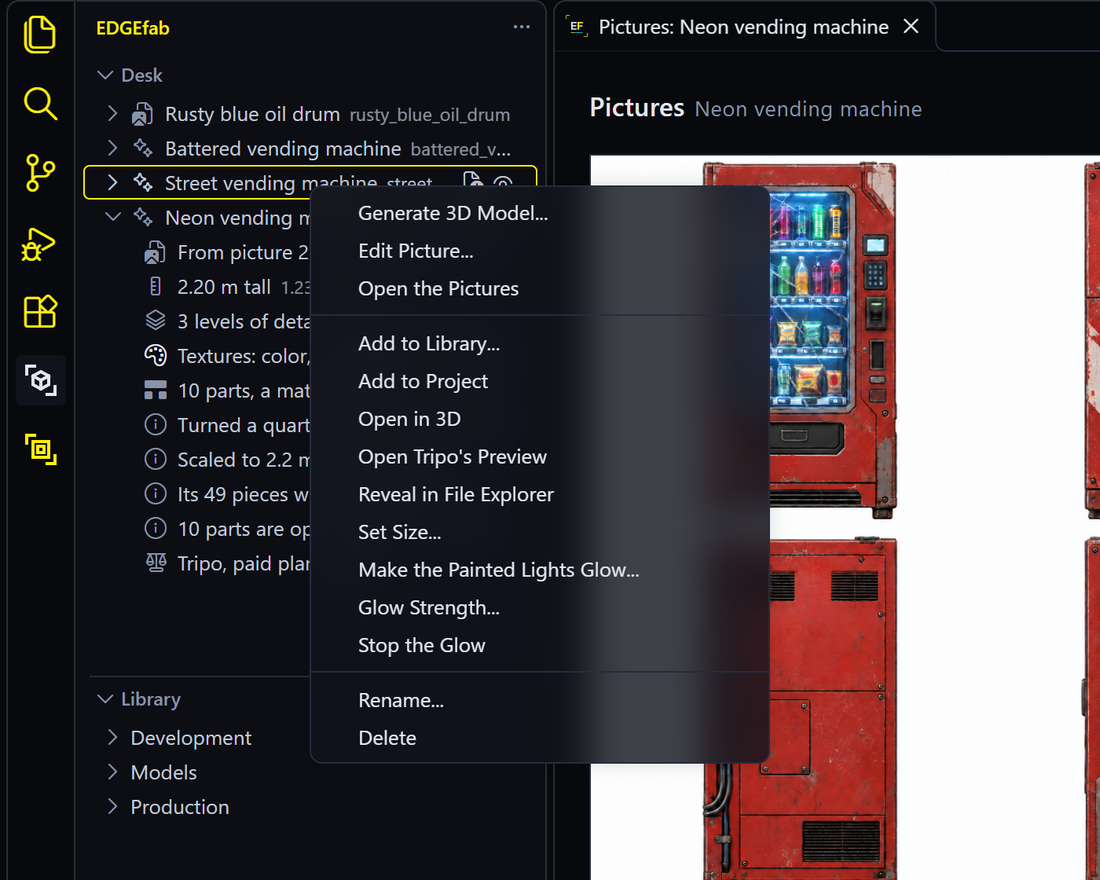 EDGEfab
Desk
Rusty blue oil drum rusty_blue_oil_drum
Battered vending machine battered_v...
Street vending machine street
Neon vending
From picture 2
2.20 m tall 1.23
3 levels of deta
Textures: color,
10 parts, a mat
Turned a quart
Scaled to 2.2 m
Its 49 pieces w
10 parts are op
Tripo, paid plan
Library
Development
Models
Production
Generate 3D Model...
Edit Picture...
Open the Pictures
Add to Library...
Add to Project
Open in 3D
Open Tripo's Preview
Reveal in File Explorer
Set Size...
Make the Painted Lights Glow...
Glow Strength...
Stop the Glow
Rename...
Delete
EF Pictures: Neon vending machine
Pictures Neon vending machine